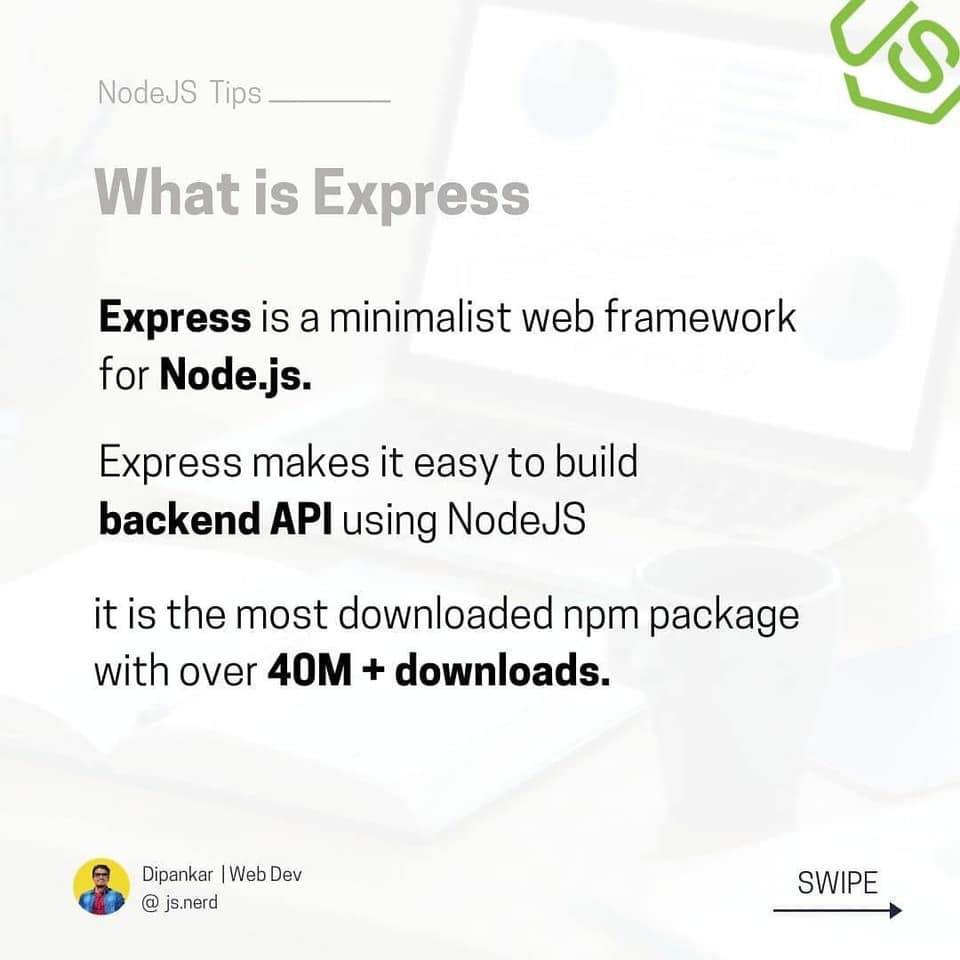 JS
NodeJS Tips
What is Express
Express is a minimalist web framework
for Node.js.
Express makes it easy to build
backend API using NodeJS
it is the most downloaded npm package
with over 40M + downloads.
Dipankar | Web Dev
@ js.nerd
SWIPE